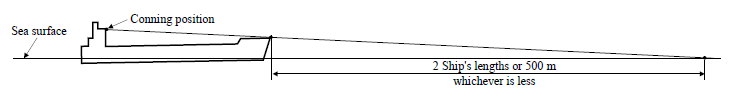 Conning position
Sea surface
2 Ship's lengths or 500 m
whichever is less